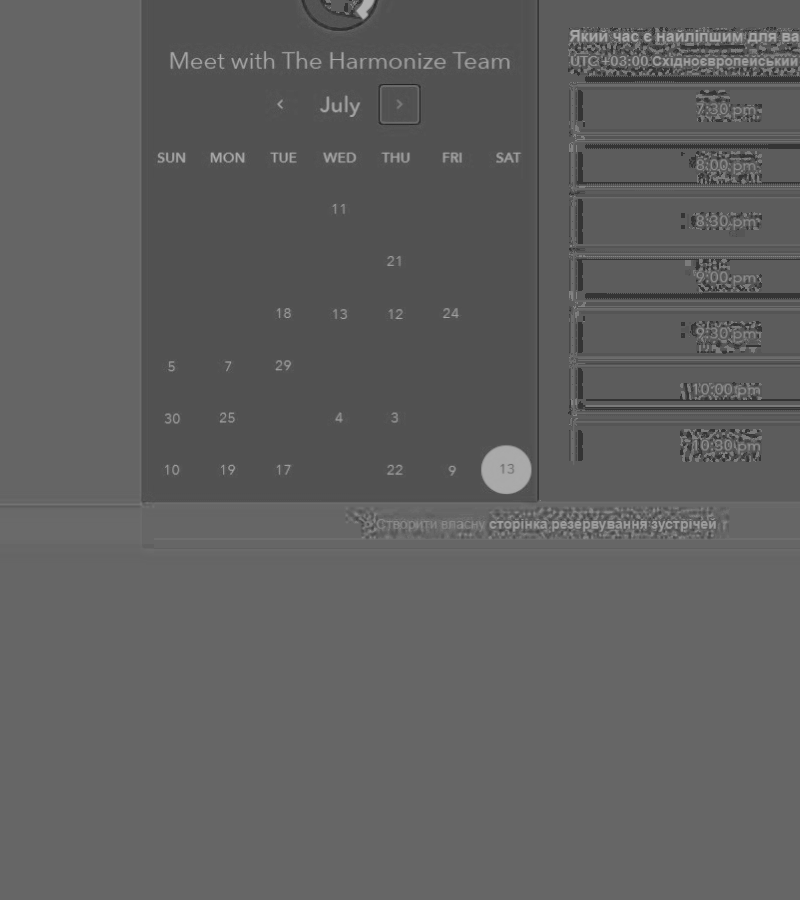 Meet with The Harmonize Team
‹ July ›
SUN MON TUE WED THU FRI SAT
11
21
18 13 12 24
5 7 29
30 25 4 3
10 19 17 22 9 13
Який час є найліпшим для ва
UTC +03:00 Східноєвропейський
7:30 pm
8:00 pm
8:30 pm
9:00 pm
9:30 pm
10:00 pm
10:30 pm
Створити власну сторінка резервування зустрічей